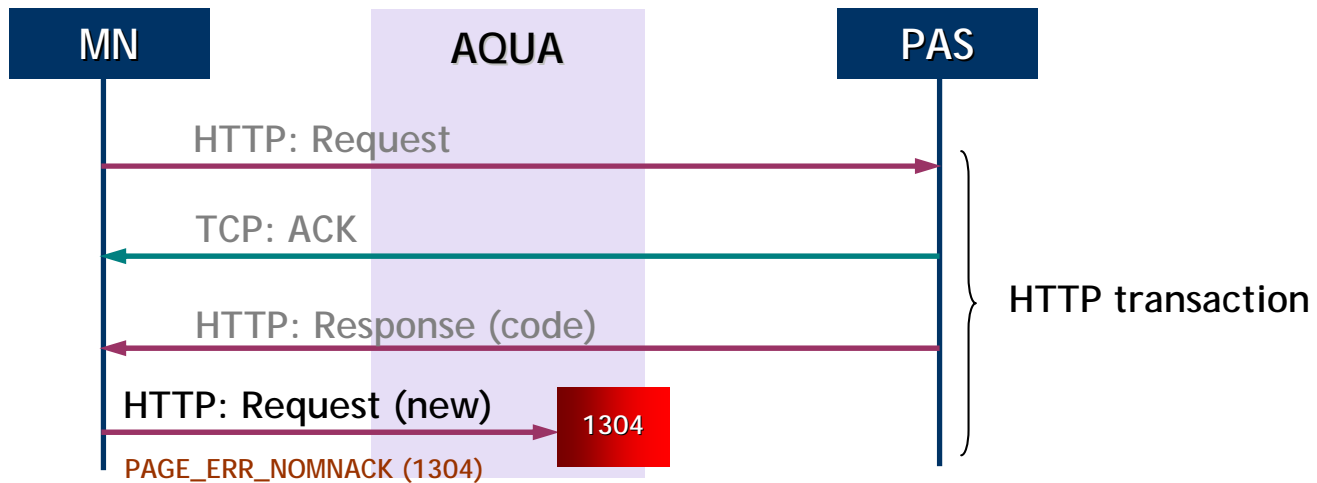 MN
AQUA
PAS
HTTP: Request
TCP: ACK
HTTP transaction
HTTP: Response (code)
HTTP: Request (new)
1304
PAGE_ERR_NOMNACK (1304)